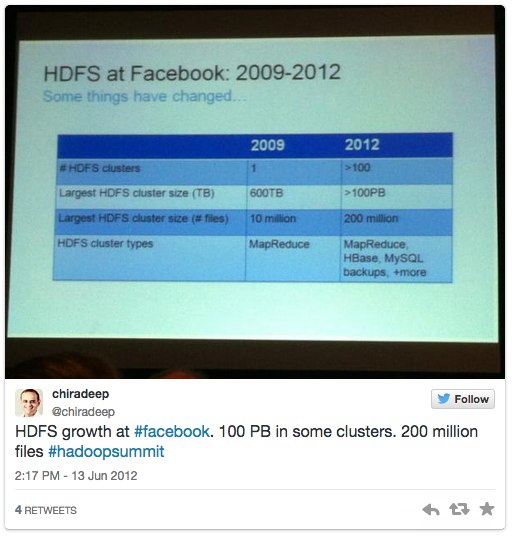 HDFS at Facebook: 2009-2012
Some things have changed...
2009 2012
# HDFS clusters 1 >100
Largest HDFS cluster size (TB) 600TB >100PB
Largest HDFS cluster size (# files) 10 million 200 million
HDFS cluster types MapReduce MapReduce,
HBase, MySQL
backups, +more
chiradeep
@chiradeep
Follow
HDFS growth at #facebook. 100 PB in some clusters. 200 million
files #hadoopsummit
2:17 PM - 13 Jun 2012
4 RETWEETS